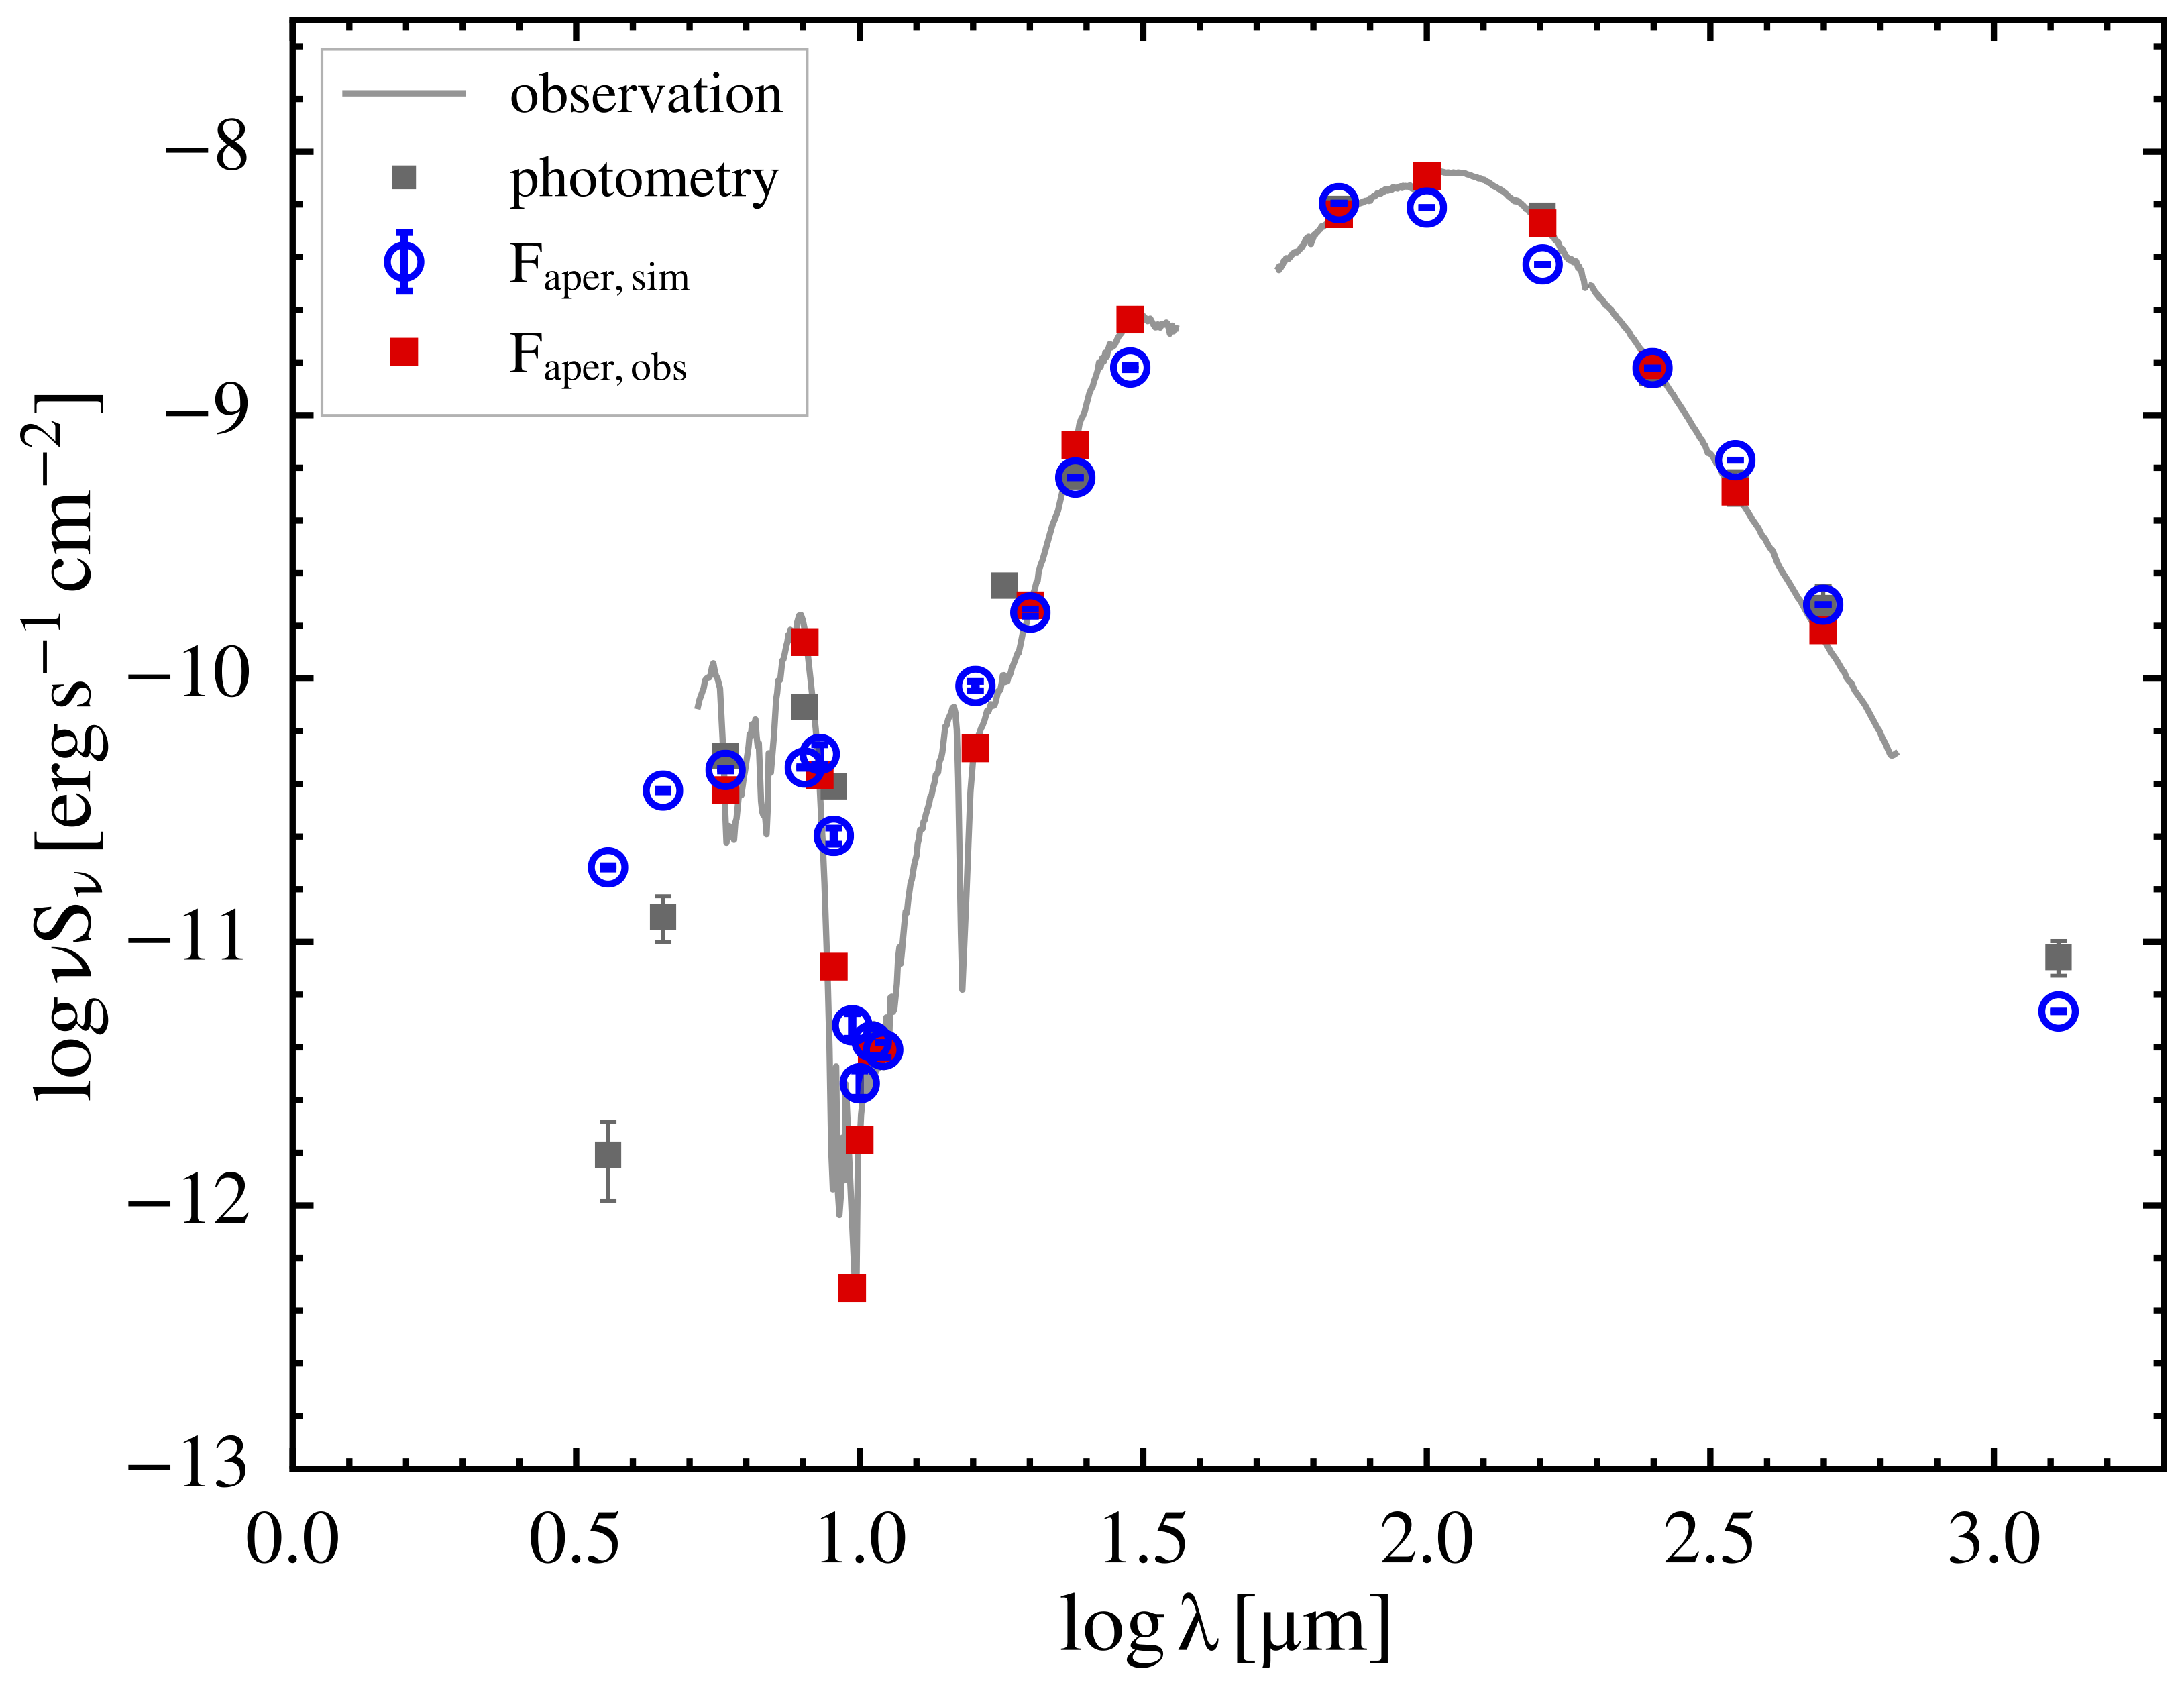 observation
photometry
F_aper, sim
F_aper, obs
−8
−9
−10
−11
−12
−13
log νS_ν [erg s^−1 cm^−2]
0.0 0.5 1.0 1.5 2.0 2.5 3.0
log λ [μm]